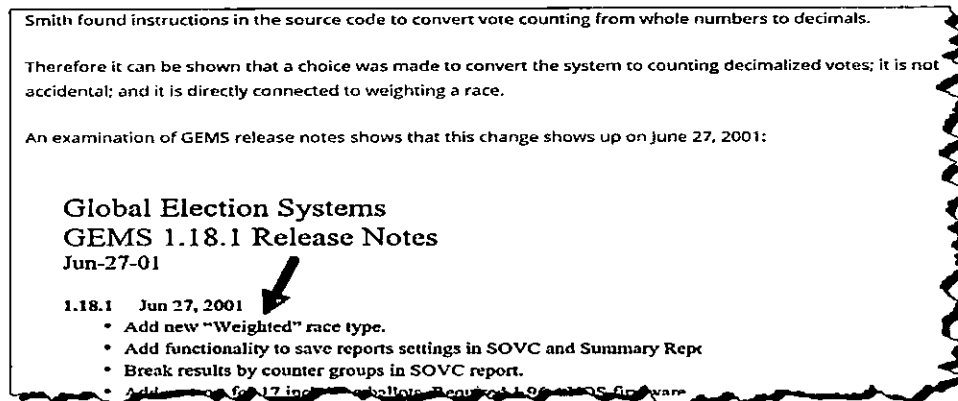 Smith found instructions in the source code to convert vote counting from whole numbers to decimals.
Therefore it can be shown that a choice was made to convert the system to counting decimalized votes; it is not
accidental; and it is directly connected to weighting a race.
An examination of GEMS release notes shows that this change shows up on June 27, 2001:
Global Election Systems
GEMS 1.18.1 Release Notes
Jun-27-01
1.18.1 Jun 27, 2001
• Add new "Weighted" race type.
• Add functionality to save reports settings in SOVC and Summary Rep
• Break results by counter groups in SOVC report.
• for 17 ballots.